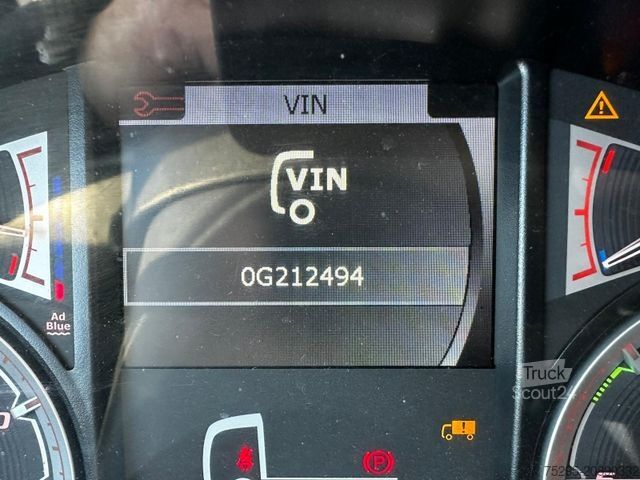 VIN
VIN
0G212494
Ad
Blue
Truck
Scout24
P